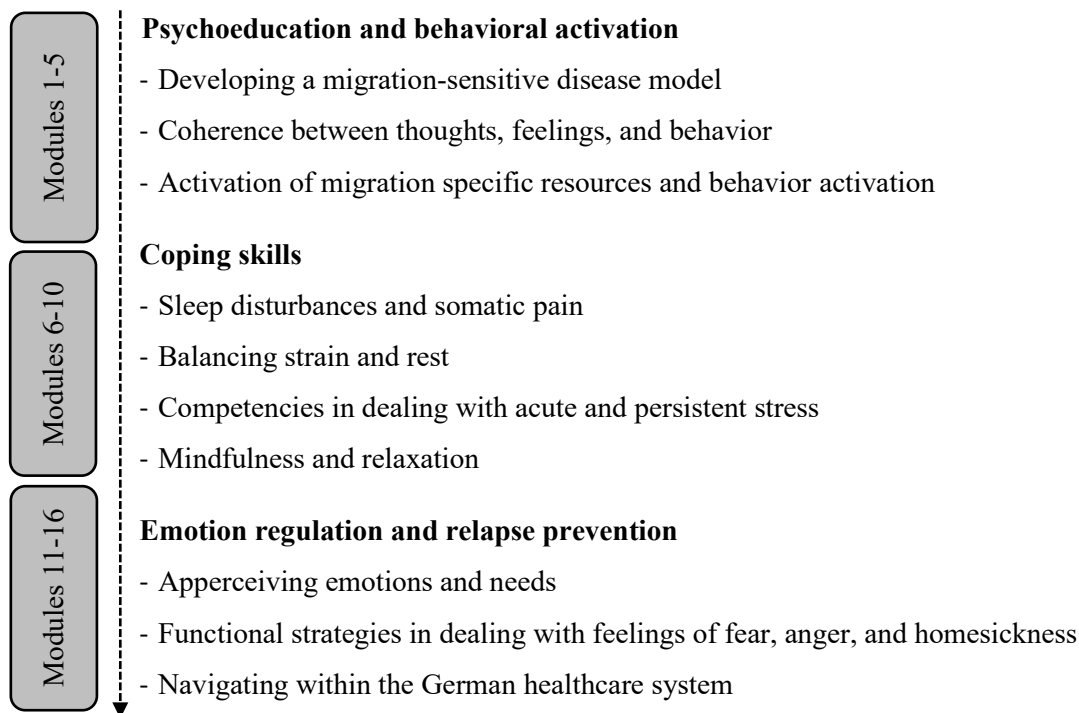 Modules 1-5
Psychoeducation and behavioral activation
- Developing a migration-sensitive disease model
- Coherence between thoughts, feelings, and behavior
- Activation of migration specific resources and behavior activation
Modules 6-10
Coping skills
- Sleep disturbances and somatic pain
- Balancing strain and rest
- Competencies in dealing with acute and persistent stress
- Mindfulness and relaxation
Modules 11-16
Emotion regulation and relapse prevention
- Apperceiving emotions and needs
- Functional strategies in dealing with feelings of fear, anger, and homesickness
- Navigating within the German healthcare system